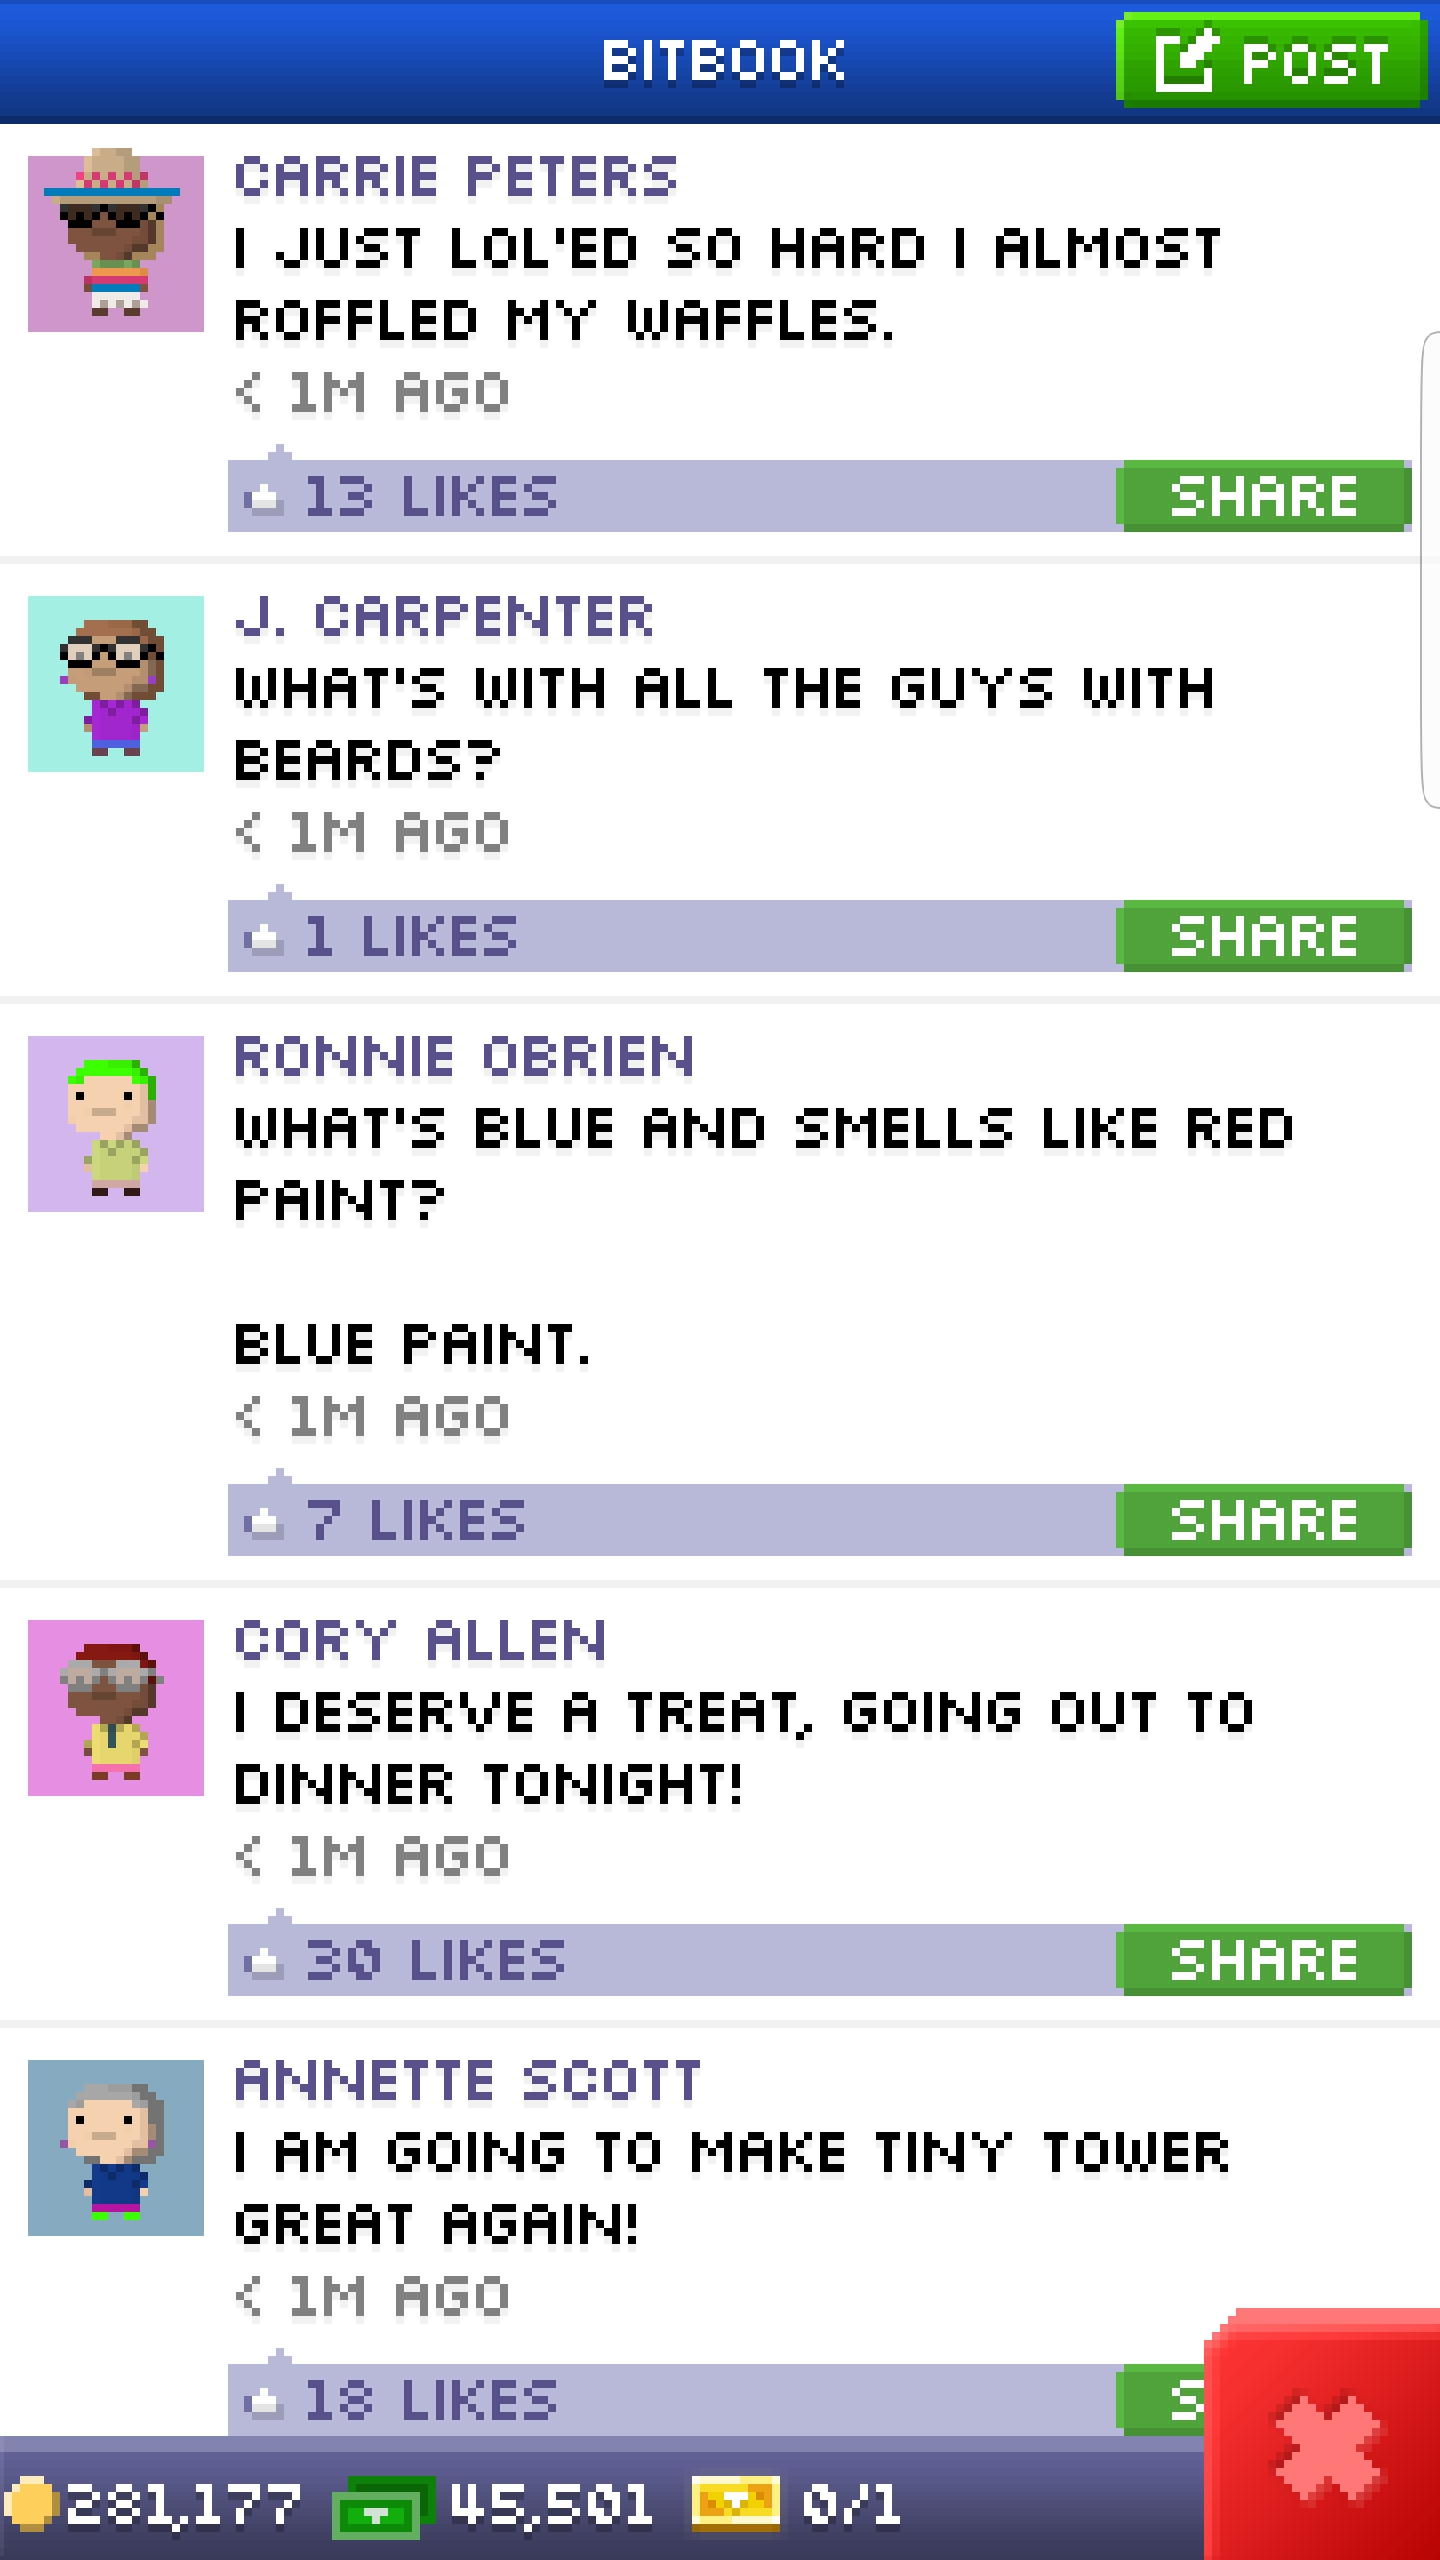 BITBOOK
POST
CARRIE PETERS
I JUST LOL'ED SO HARD I ALMOST
ROFFLED MY WAFFLES.
< 1M AGO
13 LIKES
SHARE
J. CARPENTER
WHAT'S WITH ALL THE GUYS WITH
BEARDS?
< 1M AGO
1 LIKES
SHARE
RONNIE OBRIEN
WHAT'S BLUE AND SMELLS LIKE RED
PAINT?
BLUE PAINT.
< 1M AGO
7 LIKES
SHARE
CORY ALLEN
I DESERVE A TREAT, GOING OUT TO
DINNER TONIGHT!
< 1M AGO
30 LIKES
SHARE
ANNETTE SCOTT
I AM GOING TO MAKE TINY TOWER
GREAT AGAIN!
< 1M AGO
18 LIKES
S
281,177 45,501 0/1